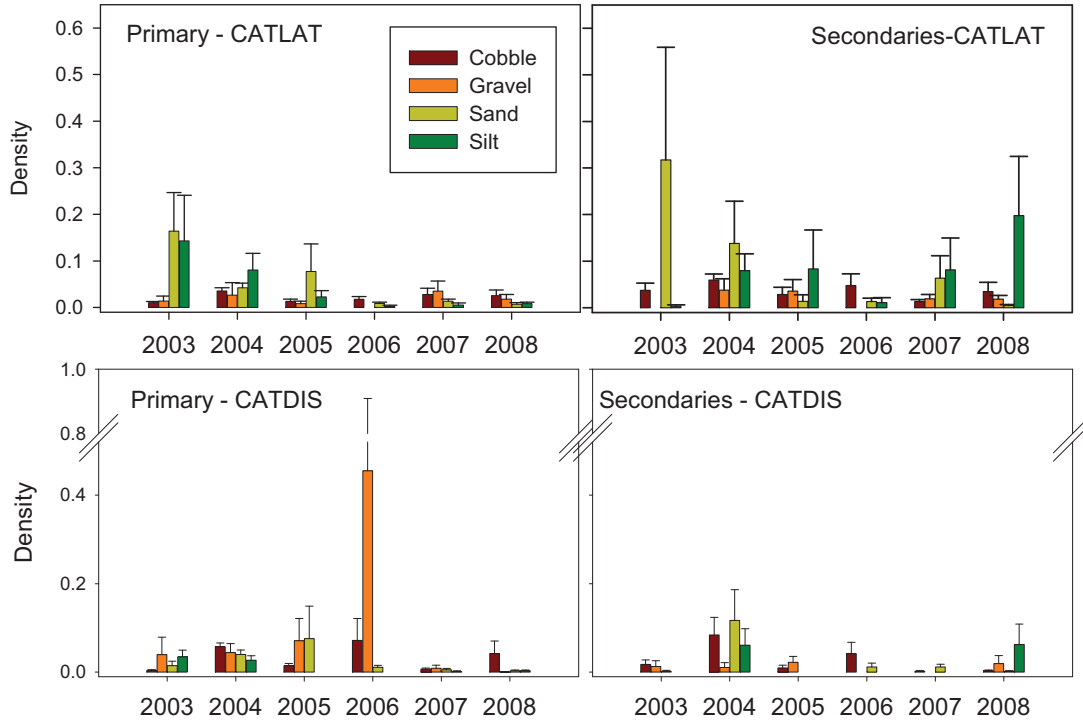 Primary - CATLAT
Secondaries-CATLAT
Cobble
Gravel
Sand
Silt
Density
0.6
0.5
0.4
0.3
0.2
0.1
0.0
2003 2004 2005 2006 2007 2008
2003 2004 2005 2006 2007 2008
Primary - CATDIS
Secondaries - CATDIS
Density
1.0
0.8
0.4
0.2
0.0
2003 2004 2005 2006 2007 2008
2003 2004 2005 2006 2007 2008